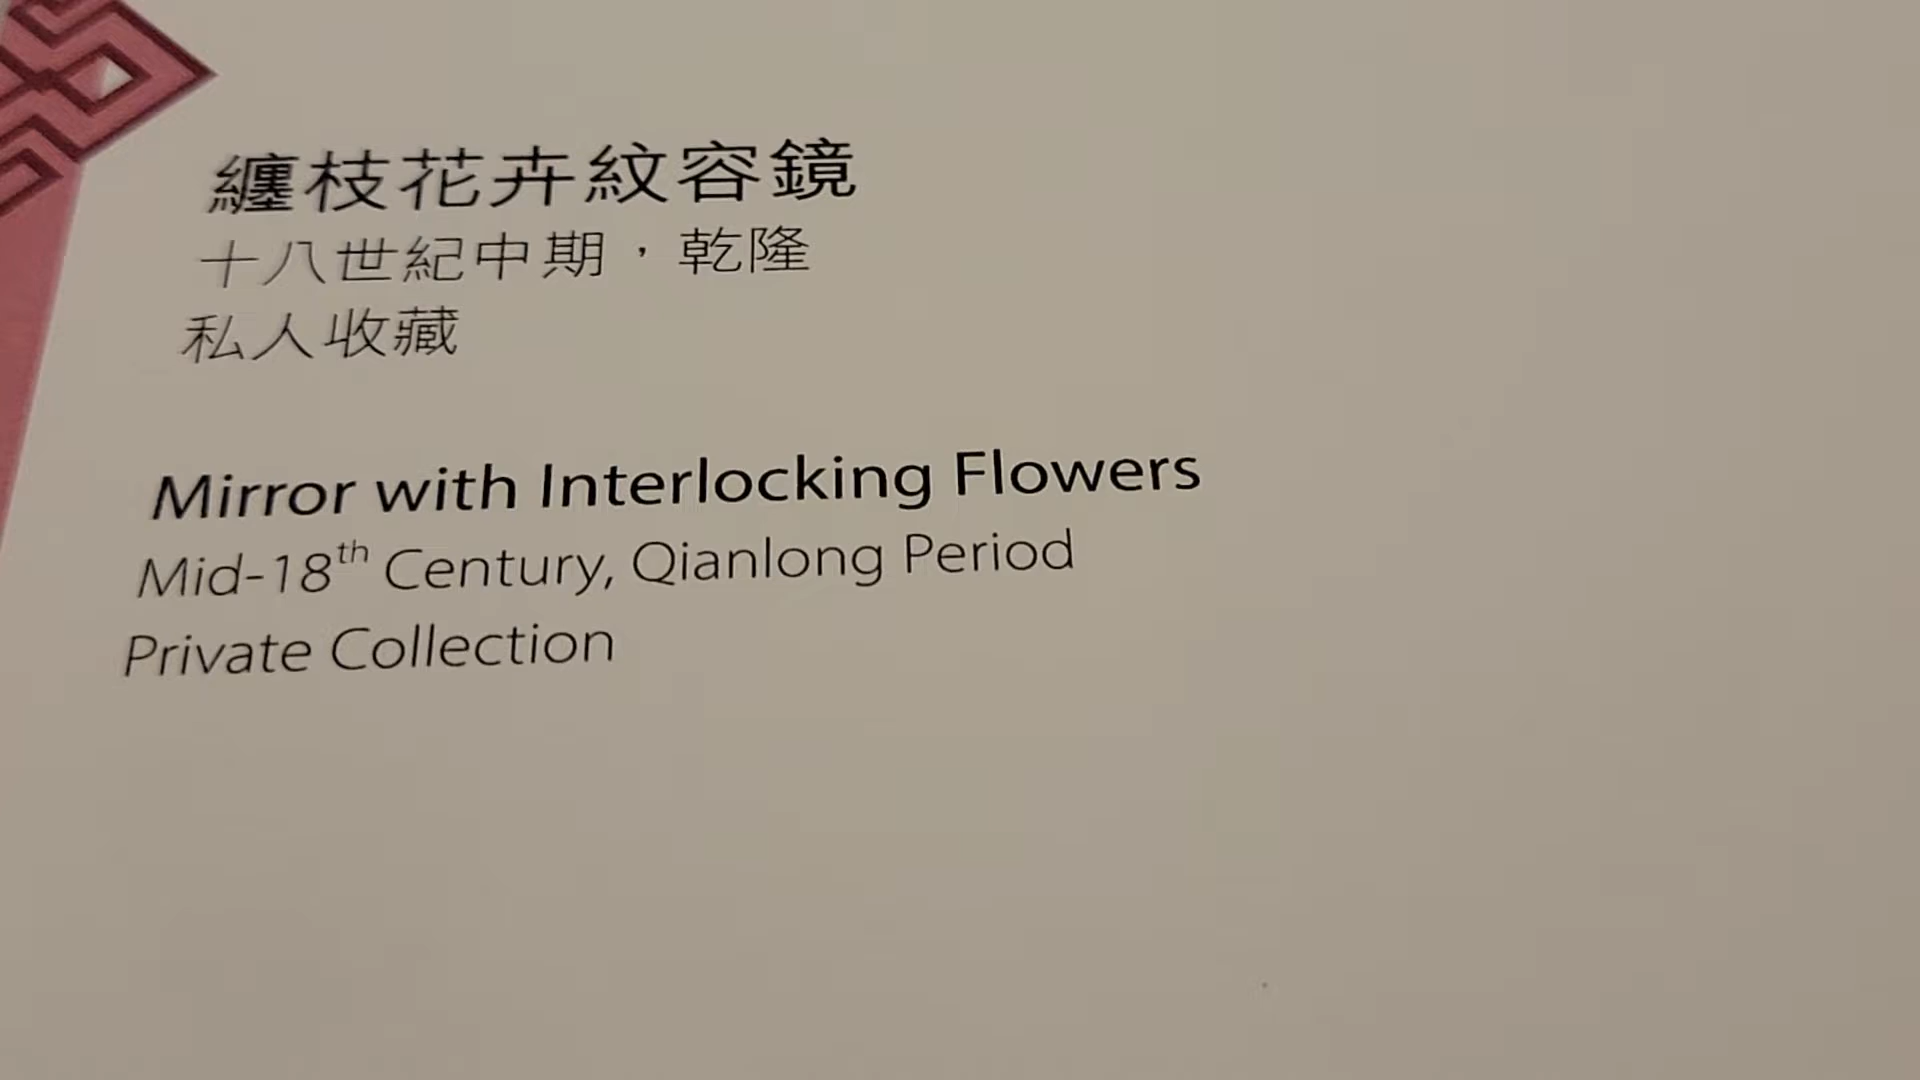 纏枝花卉紋容鏡
十八世紀中期，乾隆
私人收藏
Mirror with Interlocking Flowers
Mid-18th Century, Qianlong Period
Private Collection